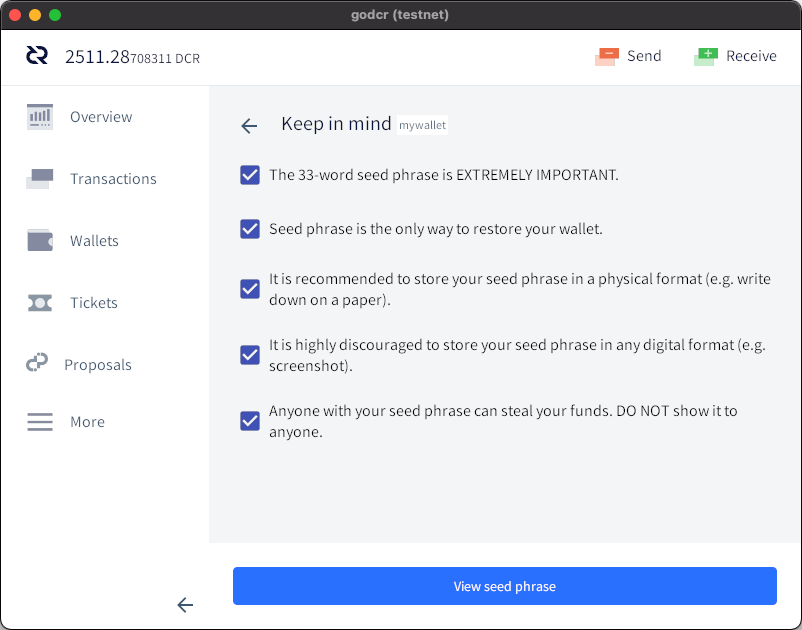 godcr (testnet)
2511.28708311 DCR
Send
Receive
Overview
Transactions
Wallets
Tickets
Proposals
More
Keep in mind mywallet
The 33-word seed phrase is EXTREMELY IMPORTANT.
Seed phrase is the only way to restore your wallet.
It is recommended to store your seed phrase in a physical format (e.g. write
down on a paper).
It is highly discouraged to store your seed phrase in any digital format (e.g.
screenshot).
Anyone with your seed phrase can steal your funds. DO NOT show it to
anyone.
View seed phrase